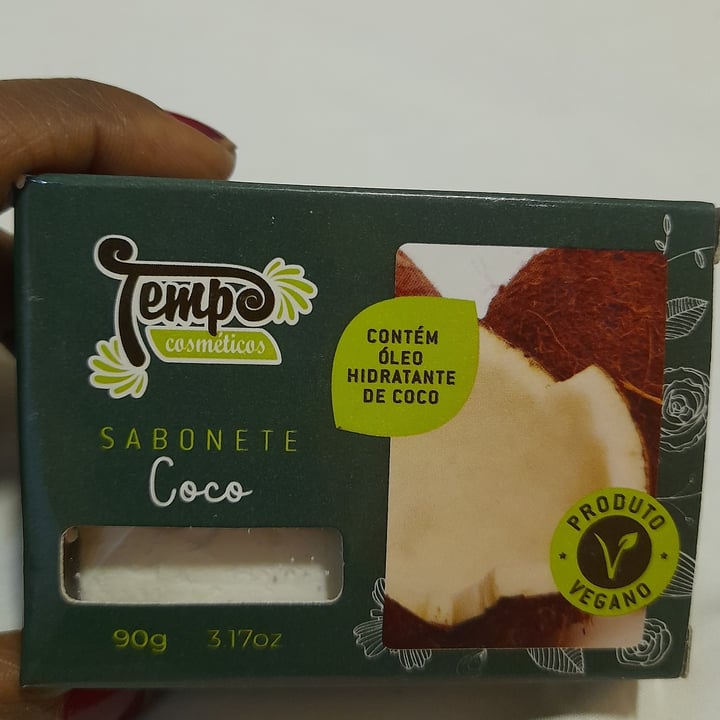 Tempo
cosméticos
SABONETE
Coco
90g 3.17oz
CONTÉM
ÓLEO
HIDRATANTE
DE COCO
PRODUTO
VEGANO